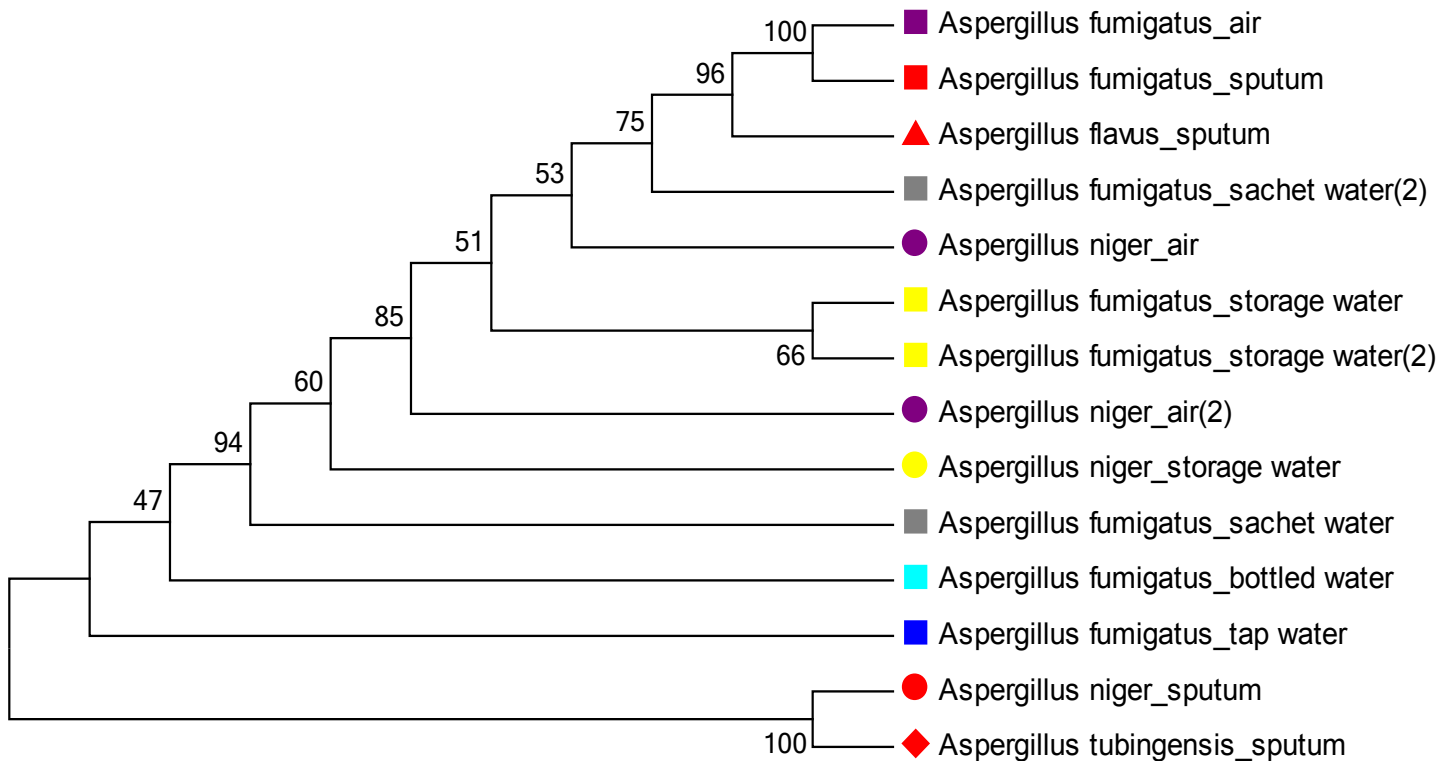 100
Aspergillus fumigatus_air
Aspergillus fumigatus_sputum
96
Aspergillus flavus_sputum
75
Aspergillus fumigatus_sachet water(2)
53
Aspergillus niger_air
51
Aspergillus fumigatus_storage water
66
Aspergillus fumigatus_storage water(2)
85
Aspergillus niger_air(2)
60
Aspergillus niger_storage water
94
Aspergillus fumigatus_sachet water
47
Aspergillus fumigatus_bottled water
Aspergillus fumigatus_tap water
Aspergillus niger_sputum
100
Aspergillus tubingensis_sputum